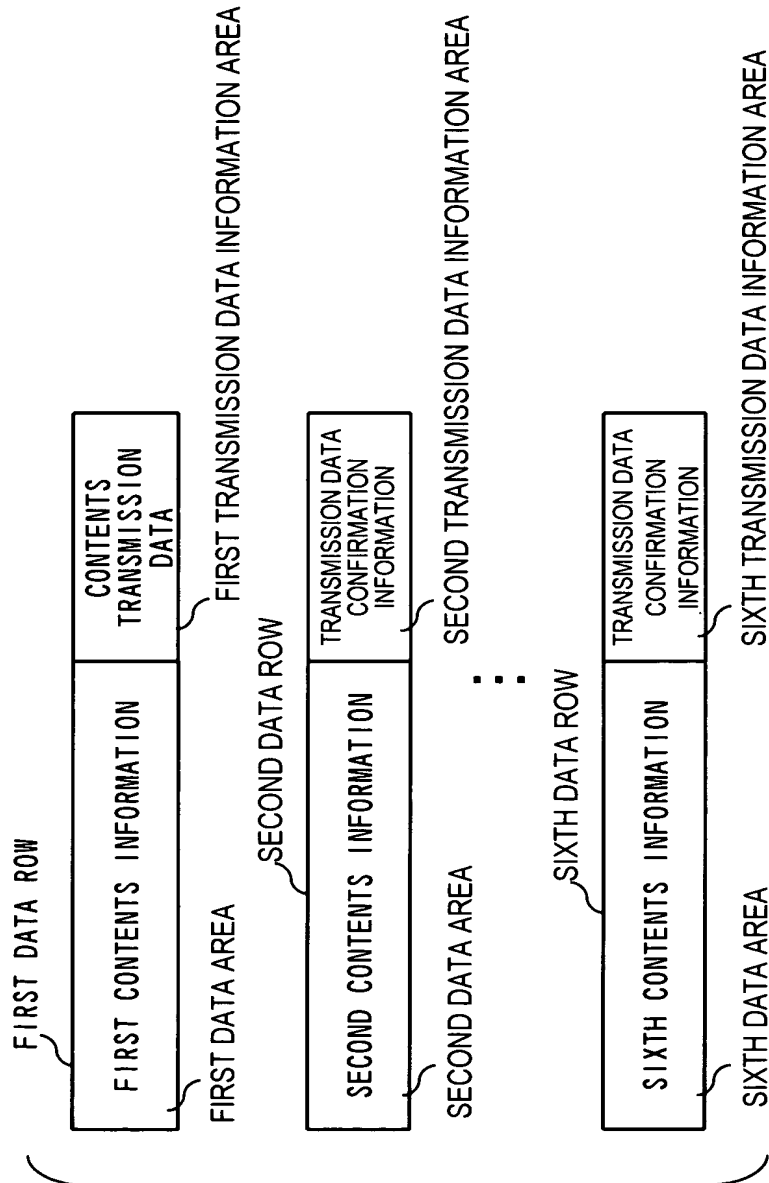 FIRST DATA ROW
FIRST CONTENTS INFORMATION
CONTENTS
TRANSMISSION
DATA
FIRST DATA AREA
FIRST TRANSMISSION DATA INFORMATION AREA
SECOND DATA ROW
SECOND CONTENTS INFORMATION
TRANSMISSION DATA
CONFIRMATION
INFORMATION
SECOND DATA AREA
SECOND TRANSMISSION DATA INFORMATION AREA
...
SIXTH DATA ROW
SIXTH CONTENTS INFORMATION
TRANSMISSION DATA
CONFIRMATION
INFORMATION
SIXTH DATA AREA
SIXTH TRANSMISSION DATA INFORMATION AREA